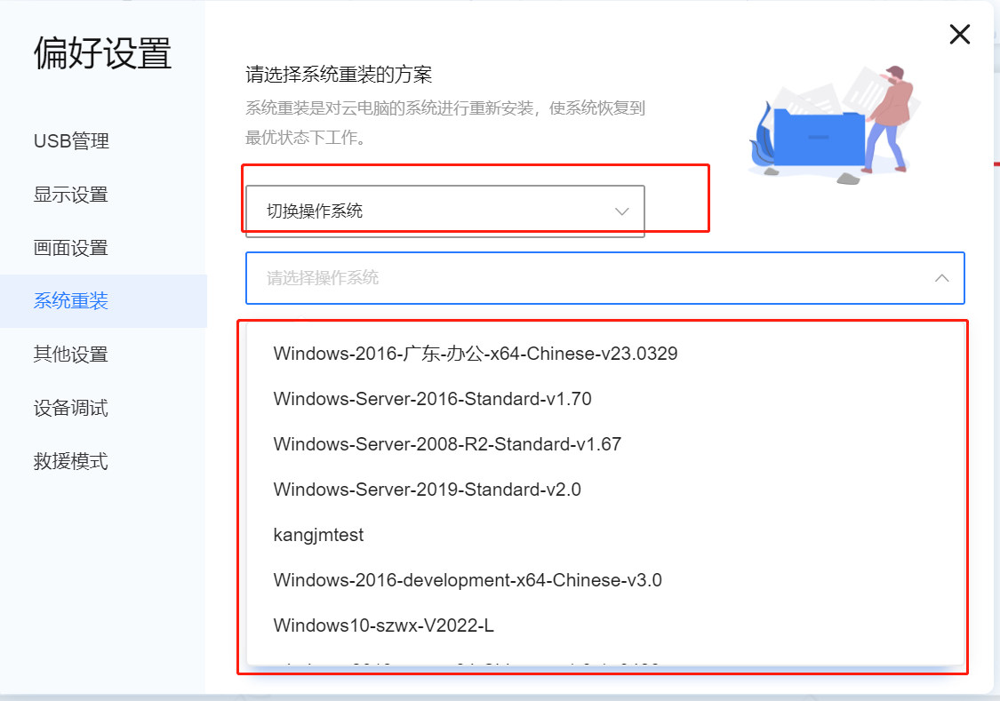 偏好设置
USB管理
显示设置
画面设置
系统重装
其他设置
设备调试
救援模式
请选择系统重装的方案
系统重装是对云电脑的系统进行重新安装，使系统恢复到
最优状态下工作。
切换操作系统
请选择操作系统
Windows-2016-广东-办公-x64-Chinese-v23.0329
Windows-Server-2016-Standard-v1.70
Windows-Server-2008-R2-Standard-v1.67
Windows-Server-2019-Standard-v2.0
kangjmtest
Windows-2016-development-x64-Chinese-v3.0
Windows10-szwx-V2022-L